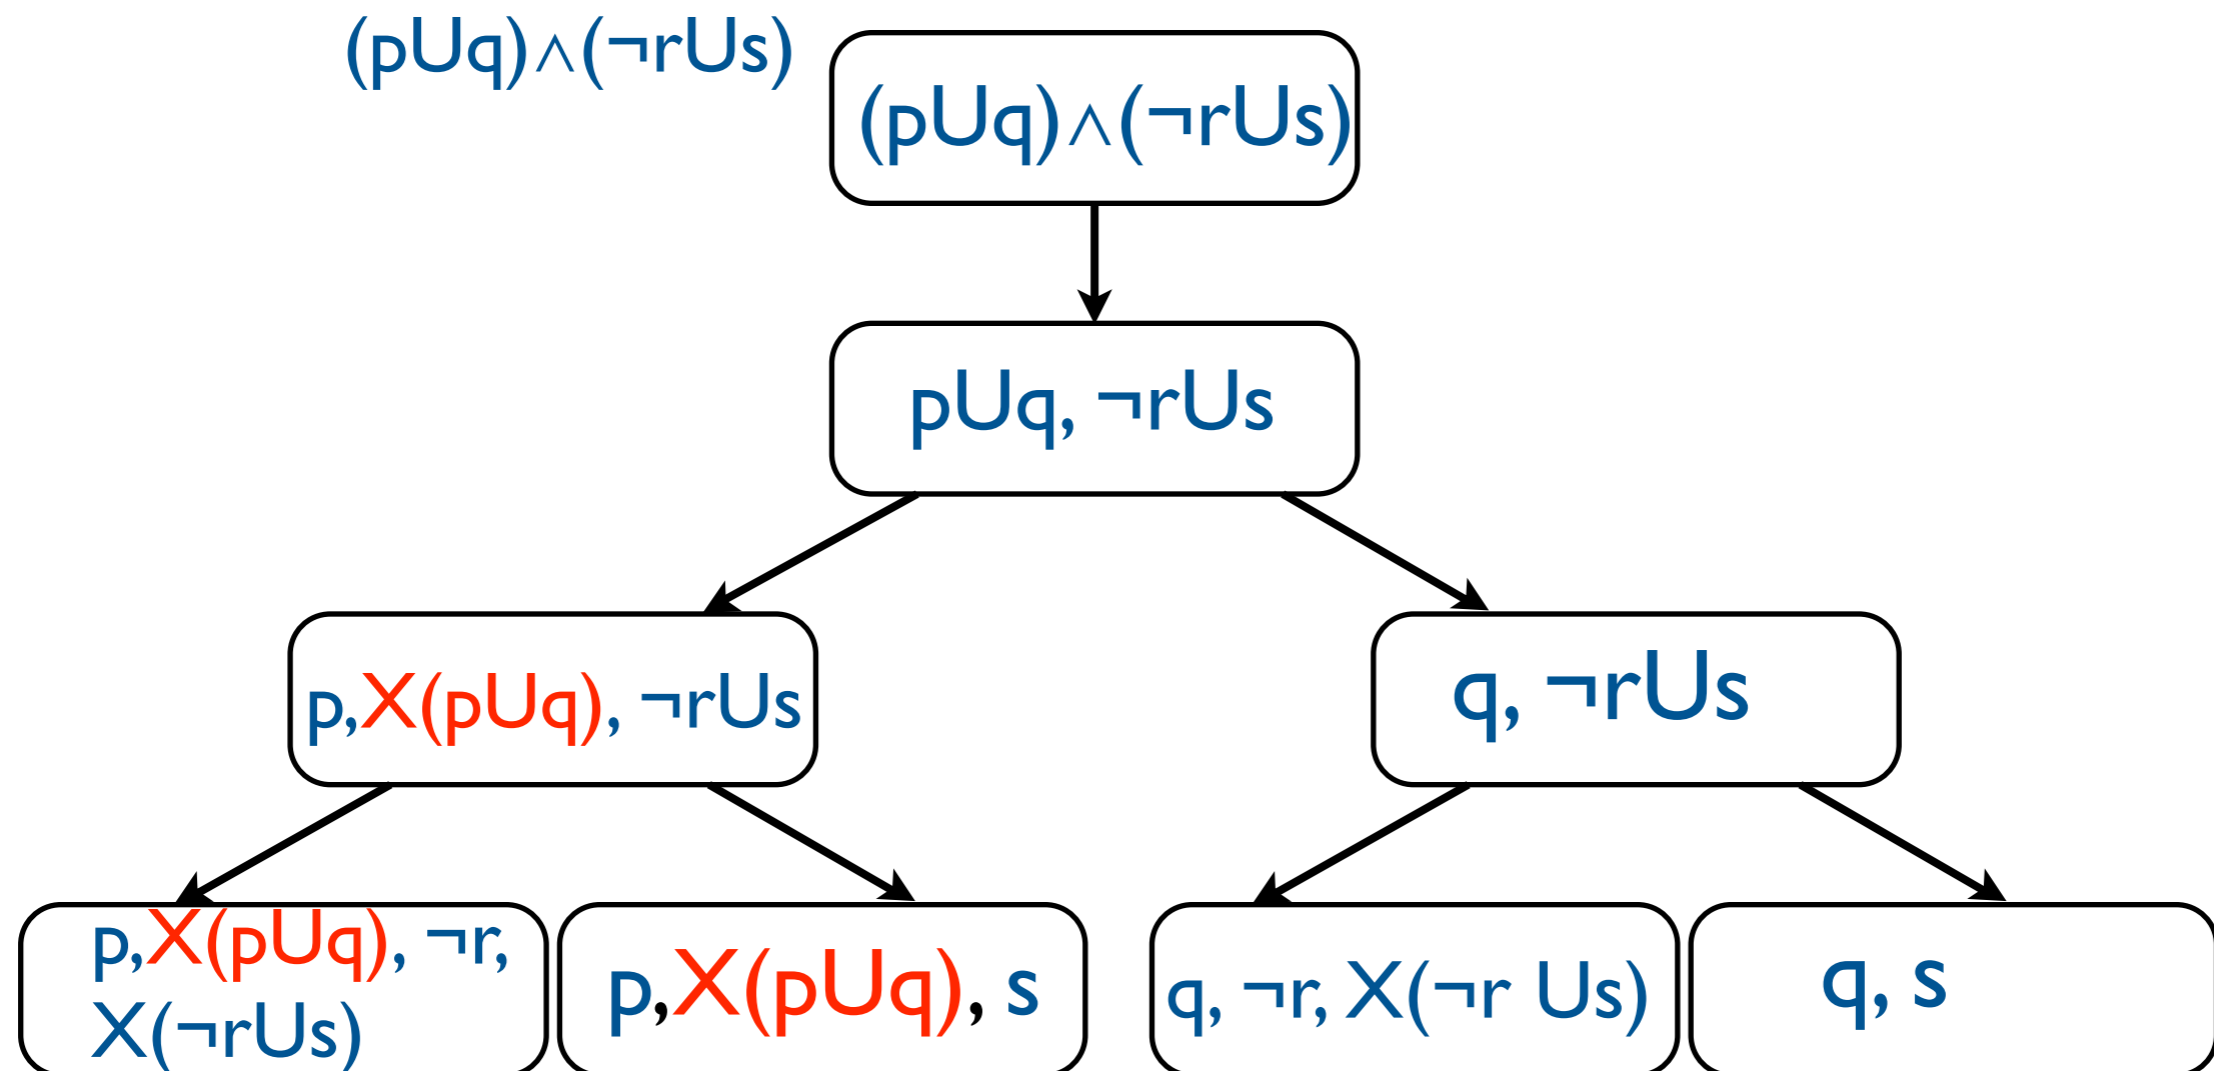 (pUq)∧(¬rUs)
(pUq)∧(¬rUs)
pUq, ¬rUs
p,X(pUq), ¬rUs
q, ¬rUs
p,X(pUq), ¬r,
X(¬rUs)
p,X(pUq), s
q, ¬r, X(¬r Us)
q, s